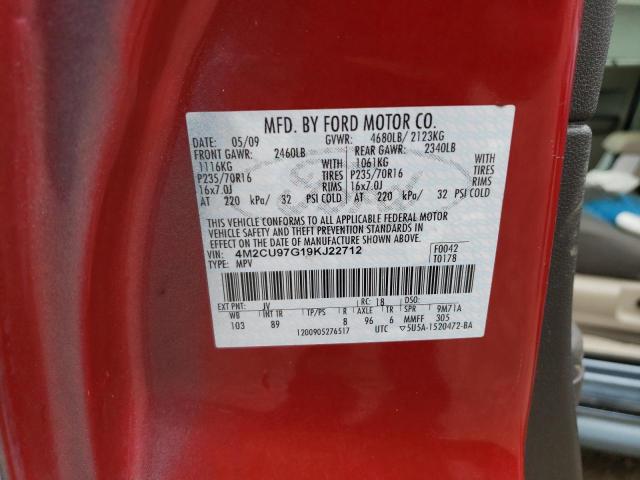 MFD. BY FORD MOTOR CO.
DATE: 05/09 GVWR: 4680LB/ 2123KG
FRONT GAWR: 2460LB REAR GAWR: 2340LB
1116KG WITH 1061KG WITH
P235/70R16 TIRES P235/70R16 TIRES
16x7.0J RIMS 16x7.0J RIMS
AT 220 kPa/ 32 PSI COLD AT 220 kPa/ 32 PSI COLD
THIS VEHICLE CONFORMS TO ALL APPLICABLE FEDERAL MOTOR
VEHICLE SAFETY AND THEFT PREVENTION STANDARDS IN
EFFECT ON THE DATE OF MANUFACTURE SHOWN ABOVE.
VIN: 4M2CU97G19KJ22712 F0042
TYPE: MPV T0178
EXT PNT: JV RC: 18 DSO:
WB INT TR TP/PS R AXLE TR SPR 9M71A
103 89 8 96 6 MMFF 305
1200905276517 UTC ▽5U5A-1520472-BA